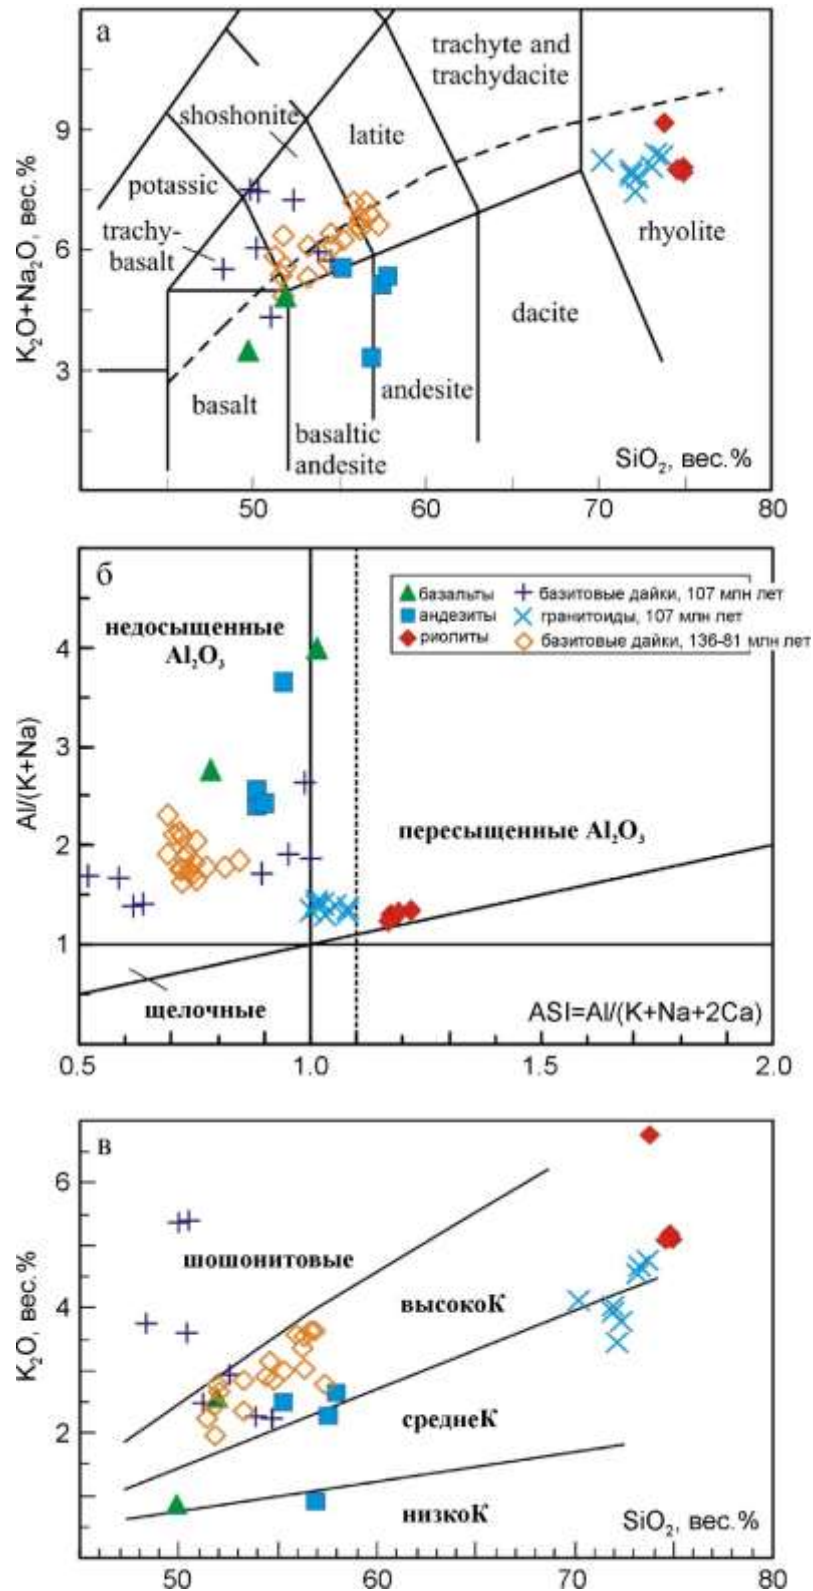 а
trachyte and
trachydacite
9
shoshonite
latite
potassic
6
trachy-
basalt
rhyolite
dacite
3
basalt
andesite
basaltic
andesite
K₂O+Na₂O, вес.%
SiO₂, вес.%
50
60
70
80
б
базальты
андезиты
риолиты
базитовые дайки, 107 млн лет
гранитоиды, 107 млн лет
базитовые дайки, 136-81 млн лет
недосыщенные
Al₂O₃
4
3
2
1
Al/(K+Na)
пересыщенные Al₂O₃
щелочные
ASI=Al/(K+Na+2Ca)
0.5
1.0
1.5
2.0
в
6
4
2
K₂O, вес.%
шошонитовые
высокоК
среднеК
низкоК
SiO₂, вес.%
50
60
70
80